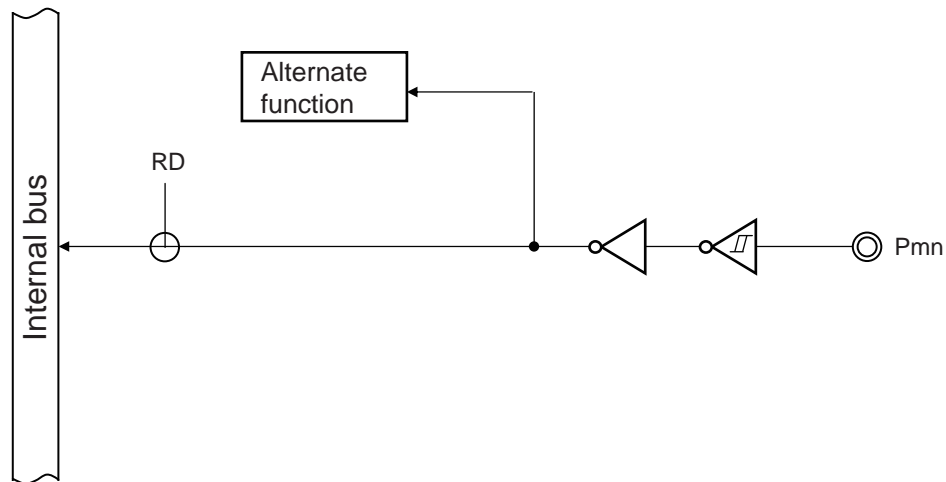 Alternate
function
RD
Internal bus
Pmn